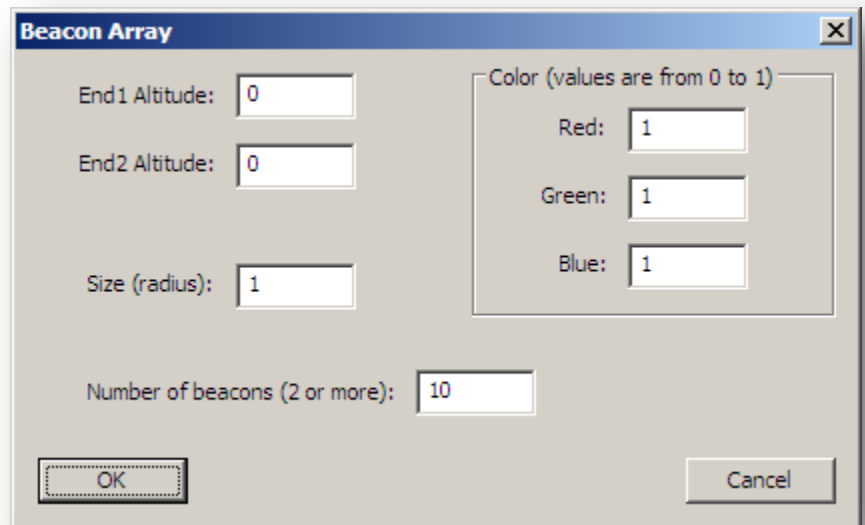 Beacon Array
End1 Altitude: 0
End2 Altitude: 0
Size (radius): 1
Color (values are from 0 to 1)
Red: 1
Green: 1
Blue: 1
Number of beacons (2 or more): 10
OK
Cancel